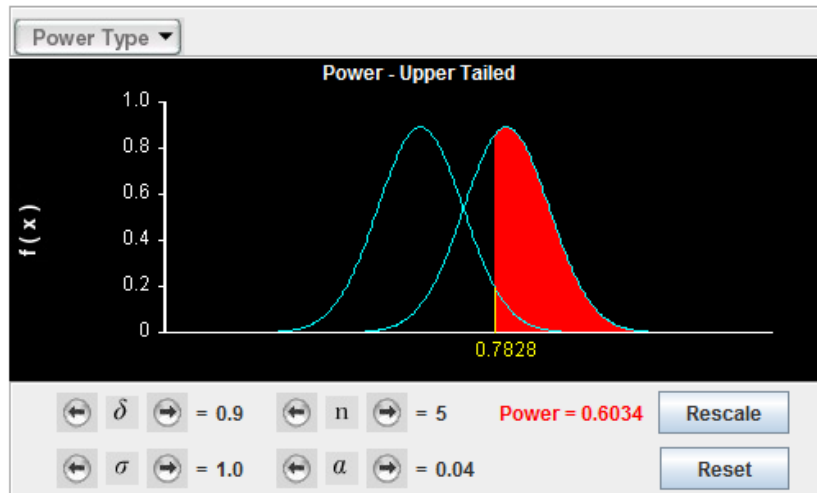 Power Type
Power - Upper Tailed
1.0
0.8
0.6
0.4
0.2
0
f ( x )
0.7828
δ = 0.9 n = 5 Power = 0.6034 Rescale
σ = 1.0 α = 0.04 Reset